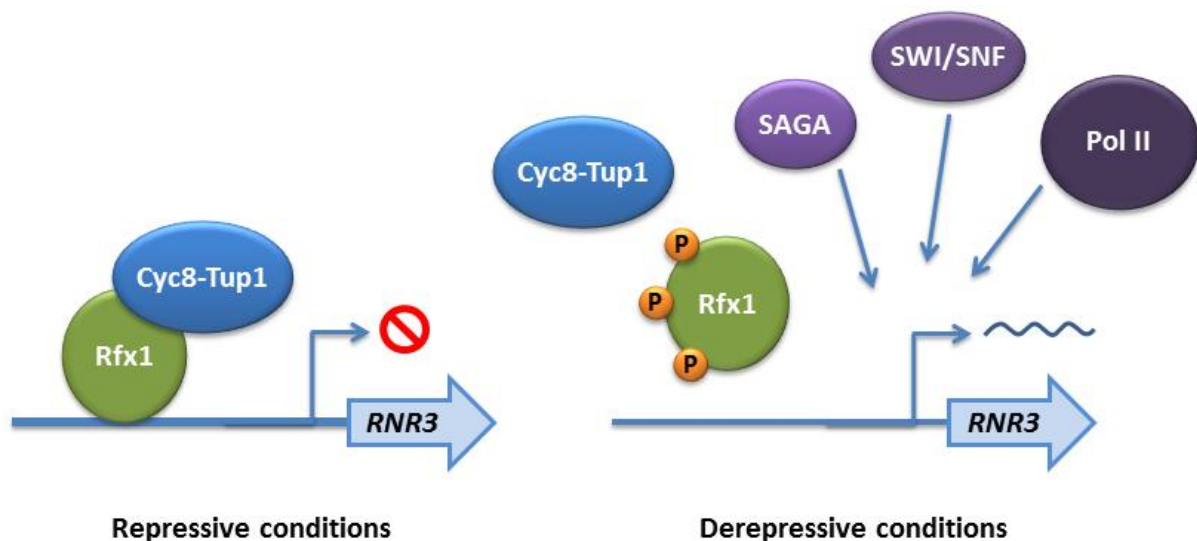 Cyc8-Tup1
Rfx1
RNR3
Repressive conditions
SWI/SNF
SAGA
Pol II
Cyc8-Tup1
P
P
P
Rfx1
RNR3
Derepressive conditions